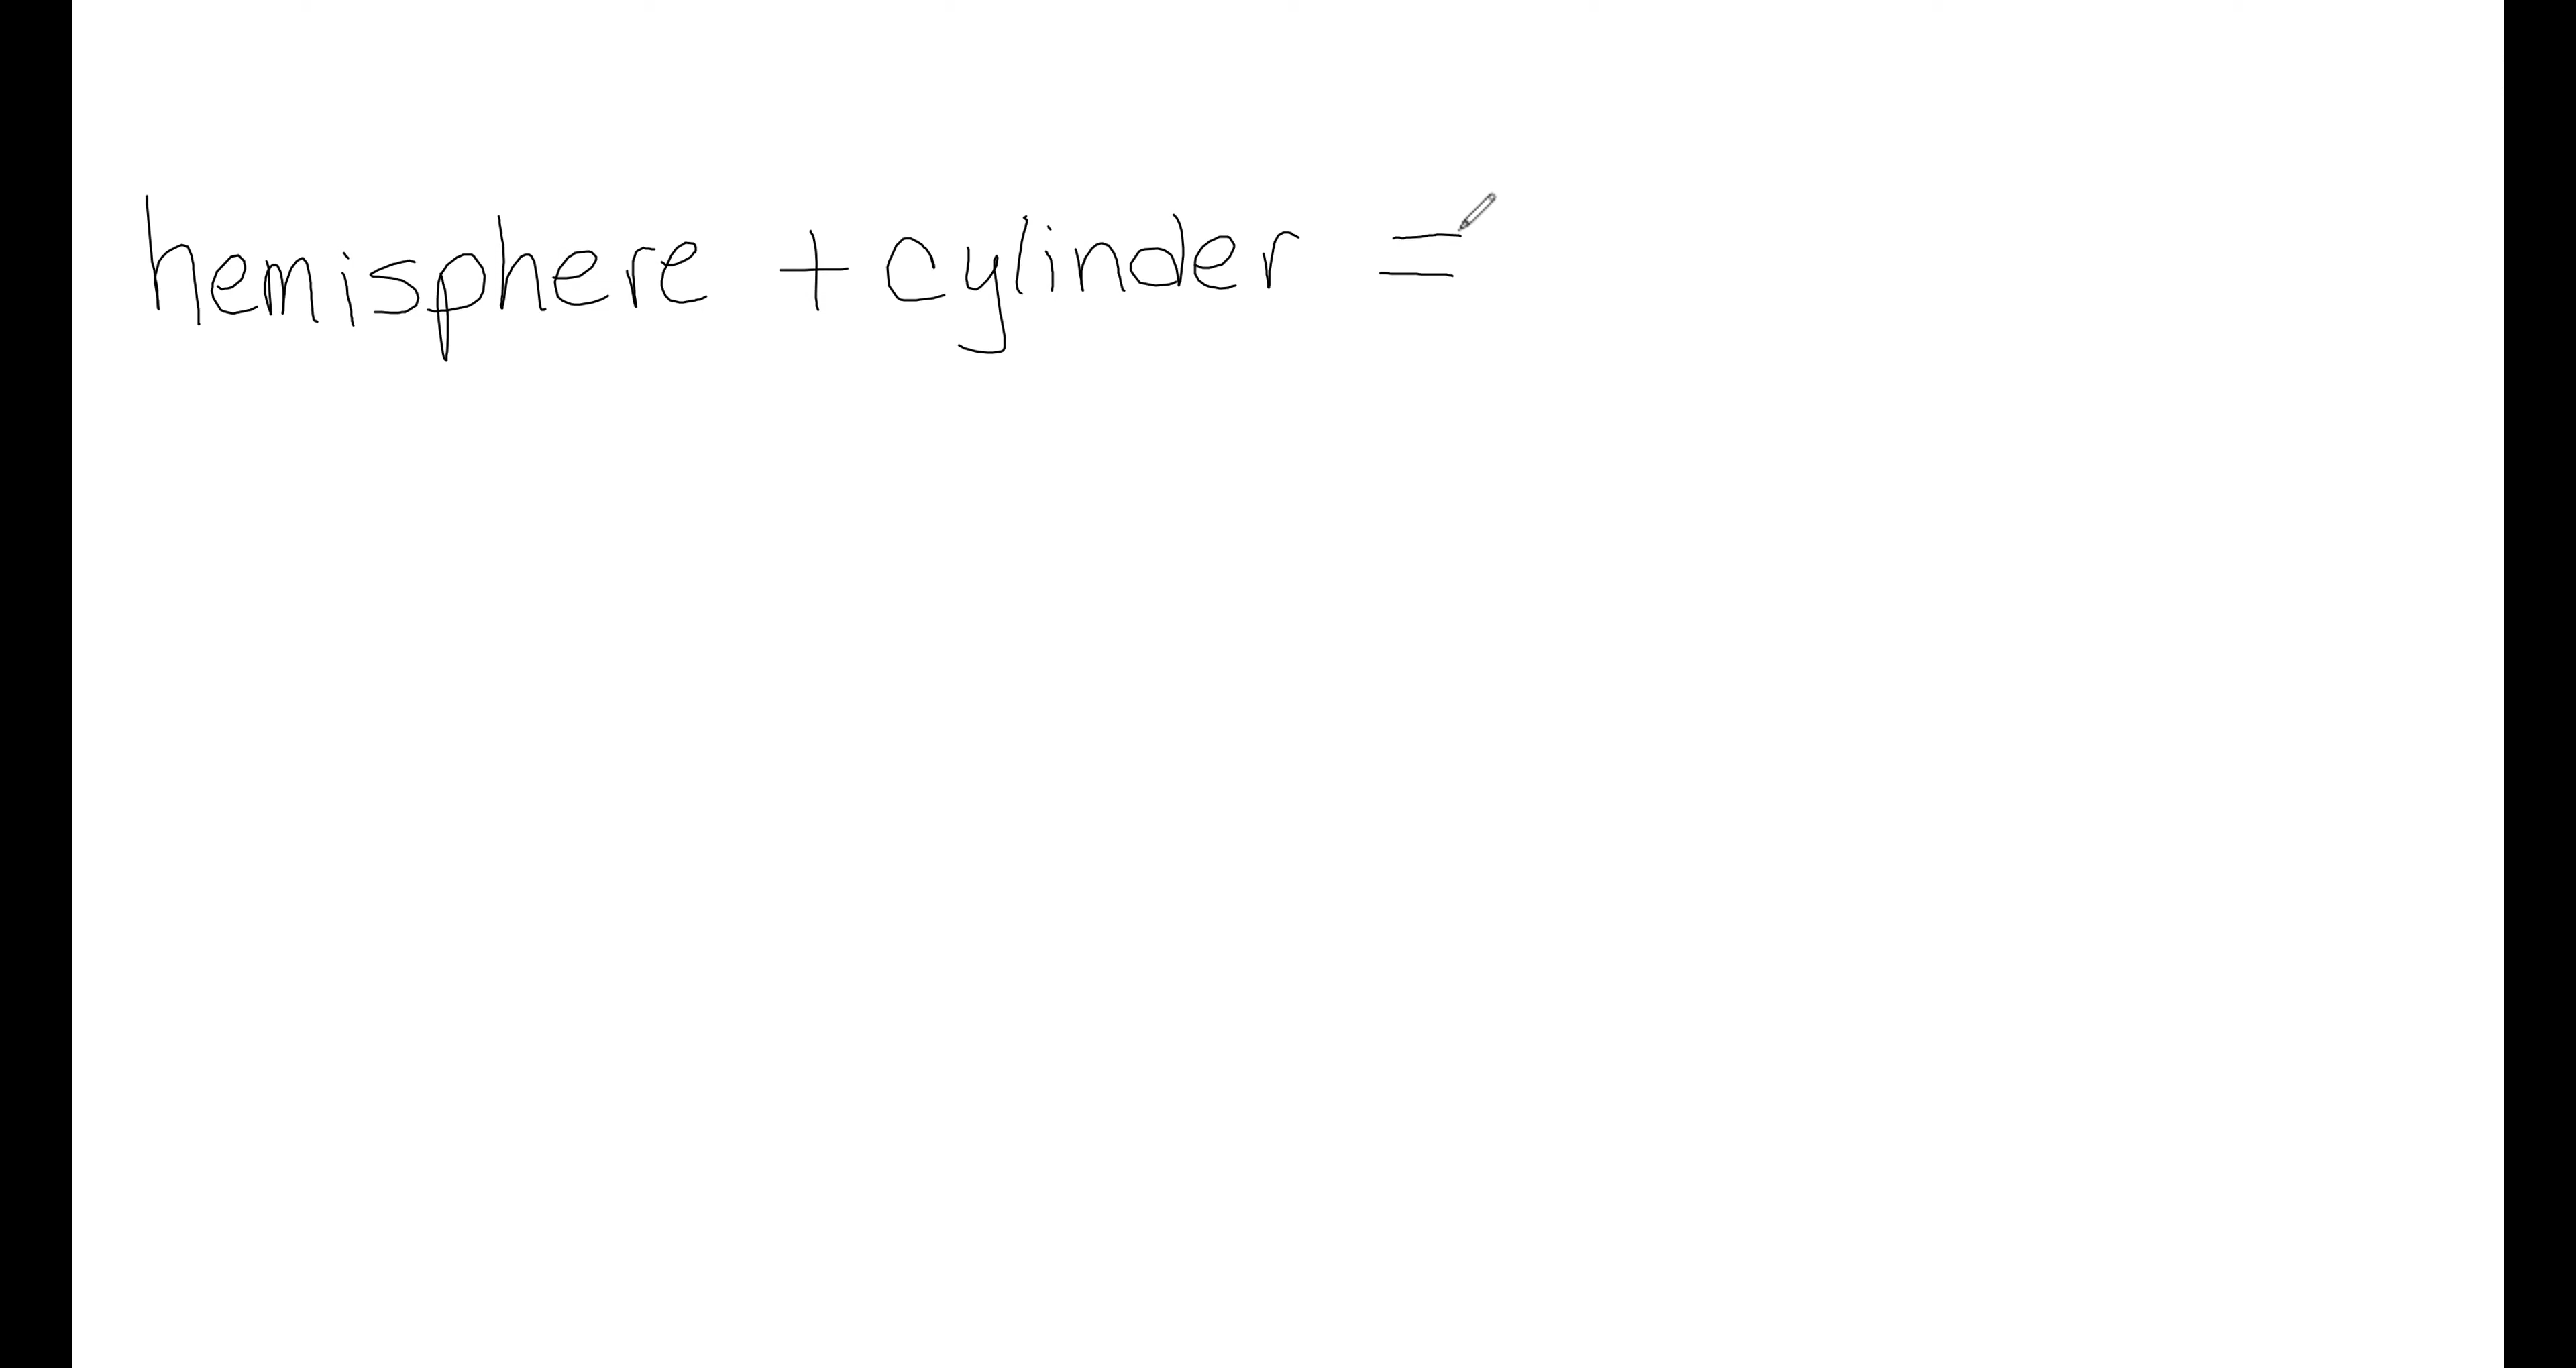 hemisphere + cylinder =